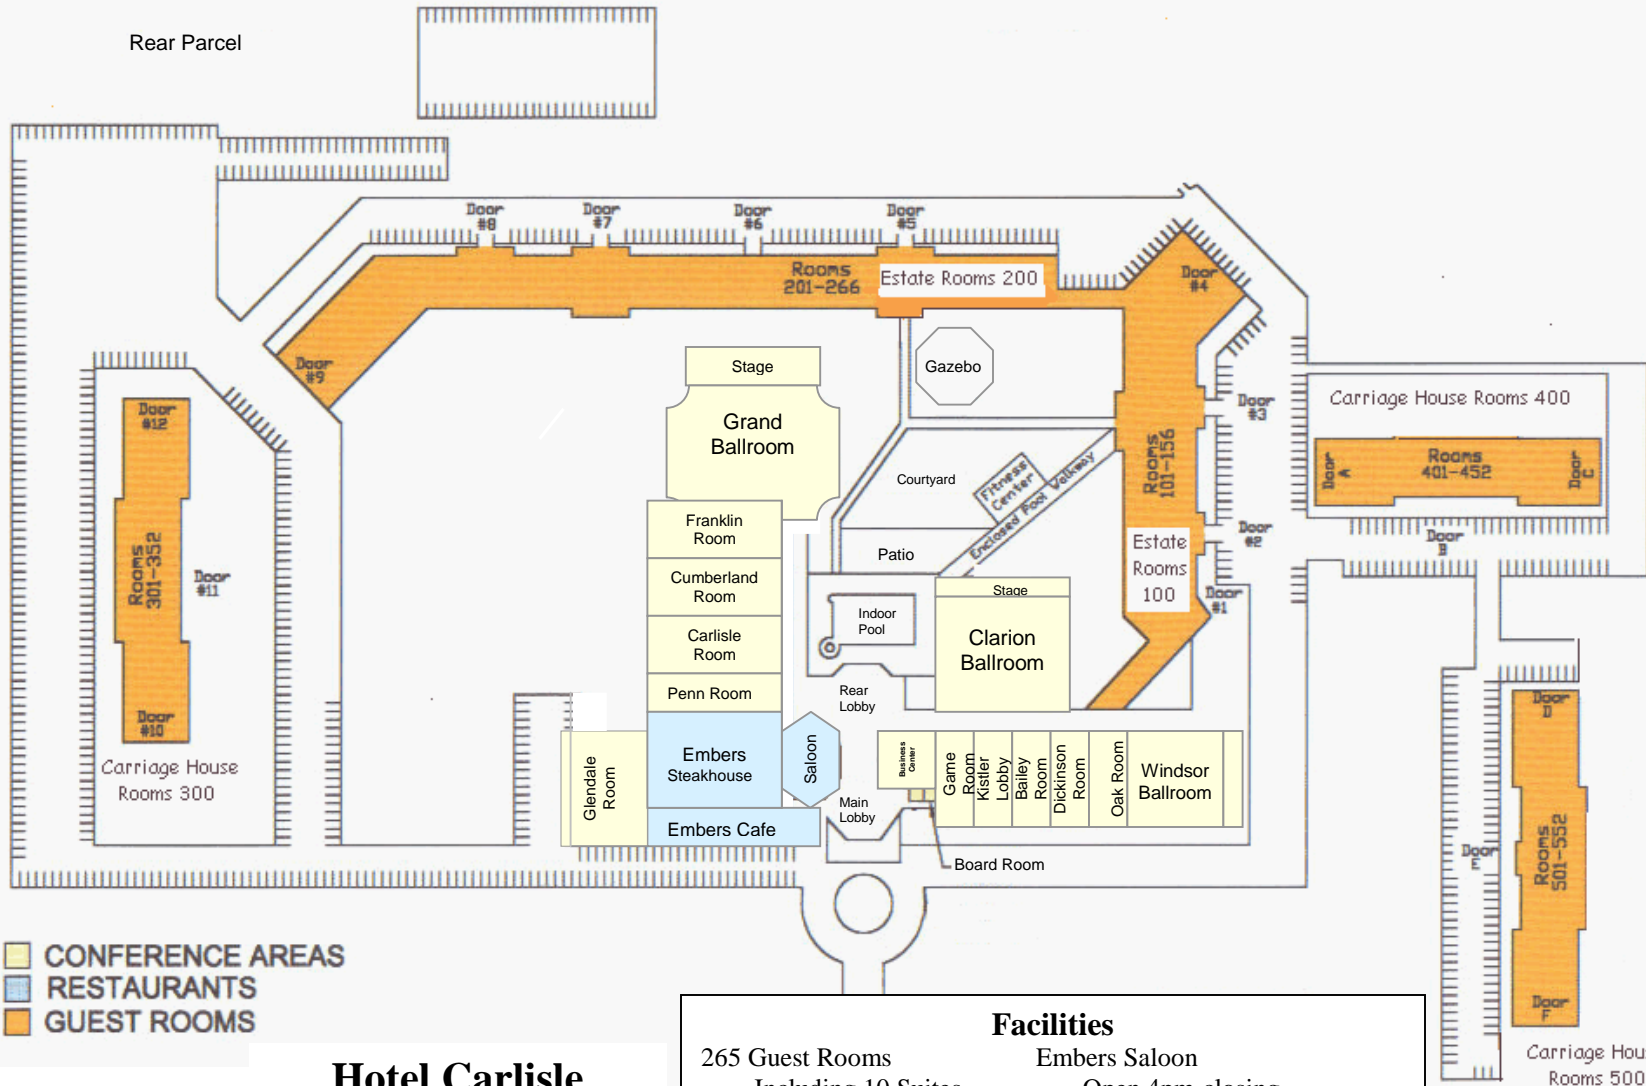 Rear Parcel
Door
#8
Door
#7
Door
#6
Door
#5
Rooms
201-266
Estate Rooms 200
Door
#4
Door
#9
Stage
Grand
Ballroom
Gazebo
Door
#3
Carriage House Rooms 400
Door
A
Rooms
401-452
Door
C
Door
B
Door
#12
Rooms
301-352
Door
#11
Door
#10
Carriage House
Rooms 300
Courtyard
Fitness
Center
Enclosed Pool Walkway
Rooms
101-156
Door
#2
Estate
Rooms
100
Door
#1
Patio
Franklin
Room
Cumberland
Room
Carlisle
Room
Penn Room
Indoor
Pool
Stage
Clarion
Ballroom
Rear
Lobby
Embers
Steakhouse
Saloon
Glendale
Room
Embers Cafe
Main
Lobby
Business
Center
Game
Room
Kistler
Lobby
Bailey
Room
Dickinson
Room
Oak Room
Windsor
Ballroom
Board Room
Door
D
Rooms
501-552
Door
E
Door
F
Carriage Hou
Rooms 500
CONFERENCE AREAS
RESTAURANTS
GUEST ROOMS
Hotel Carlisle
Facilities
265 Guest Rooms
Including 10 Suites
Embers Saloon
Open 4pm-closing